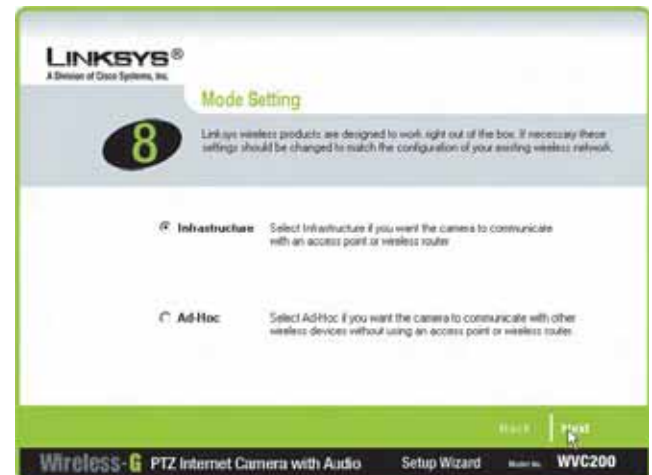 LINKSYS®
A Division of Cisco Systems, Inc.
Mode Setting
8
Linksys wireless products are designed to work right out of the box. If necessary these
settings should be changed to match the configuration of your existing wireless network.
Infrastructure
Select Infrastructure if you want the camera to communicate
with an access point or wireless router
Ad-Hoc
Select Ad-Hoc if you want the camera to communicate with other
wireless devices without using an access point or wireless router.
Back Next
Wireless-G PTZ Internet Camera with Audio Setup Wizard Model No. WVC200